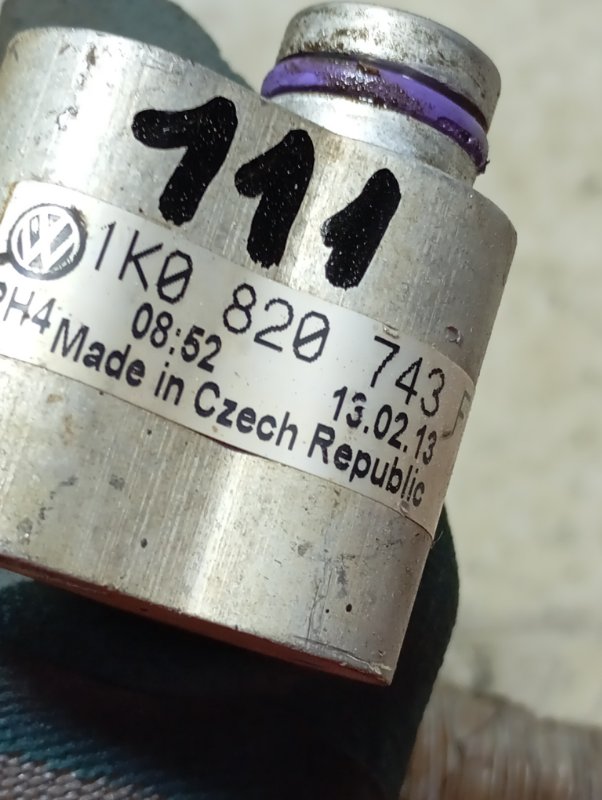 111
1K0 820 743 F
PH4 08:52 13.02.13
Made in Czech Republic